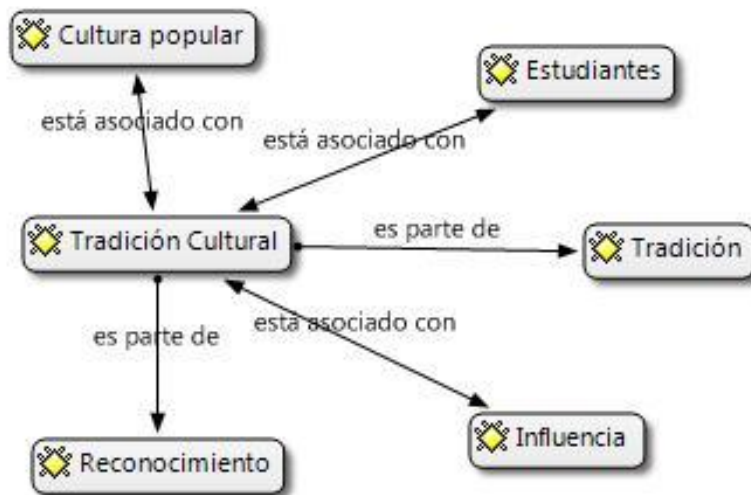 Cultura popular
Estudiantes
está asociado con
está asociado con
Tradición Cultural
es parte de
Tradición
es parte de
está asociado con
Influencia
Reconocimiento